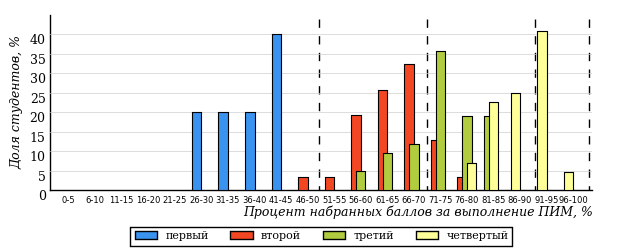 Доля студентов, %
40
35
30
25
20
15
10
5
0
0-5 6-10 11-15 16-20 21-25 26-30 31-35 36-40 41-45 46-50 51-55 56-60 61-65 66-70 71-75 76-80 81-85 86-90 91-95 96-100
Процент набранных баллов за выполнение ПИМ, %
первый второй третий четвертый